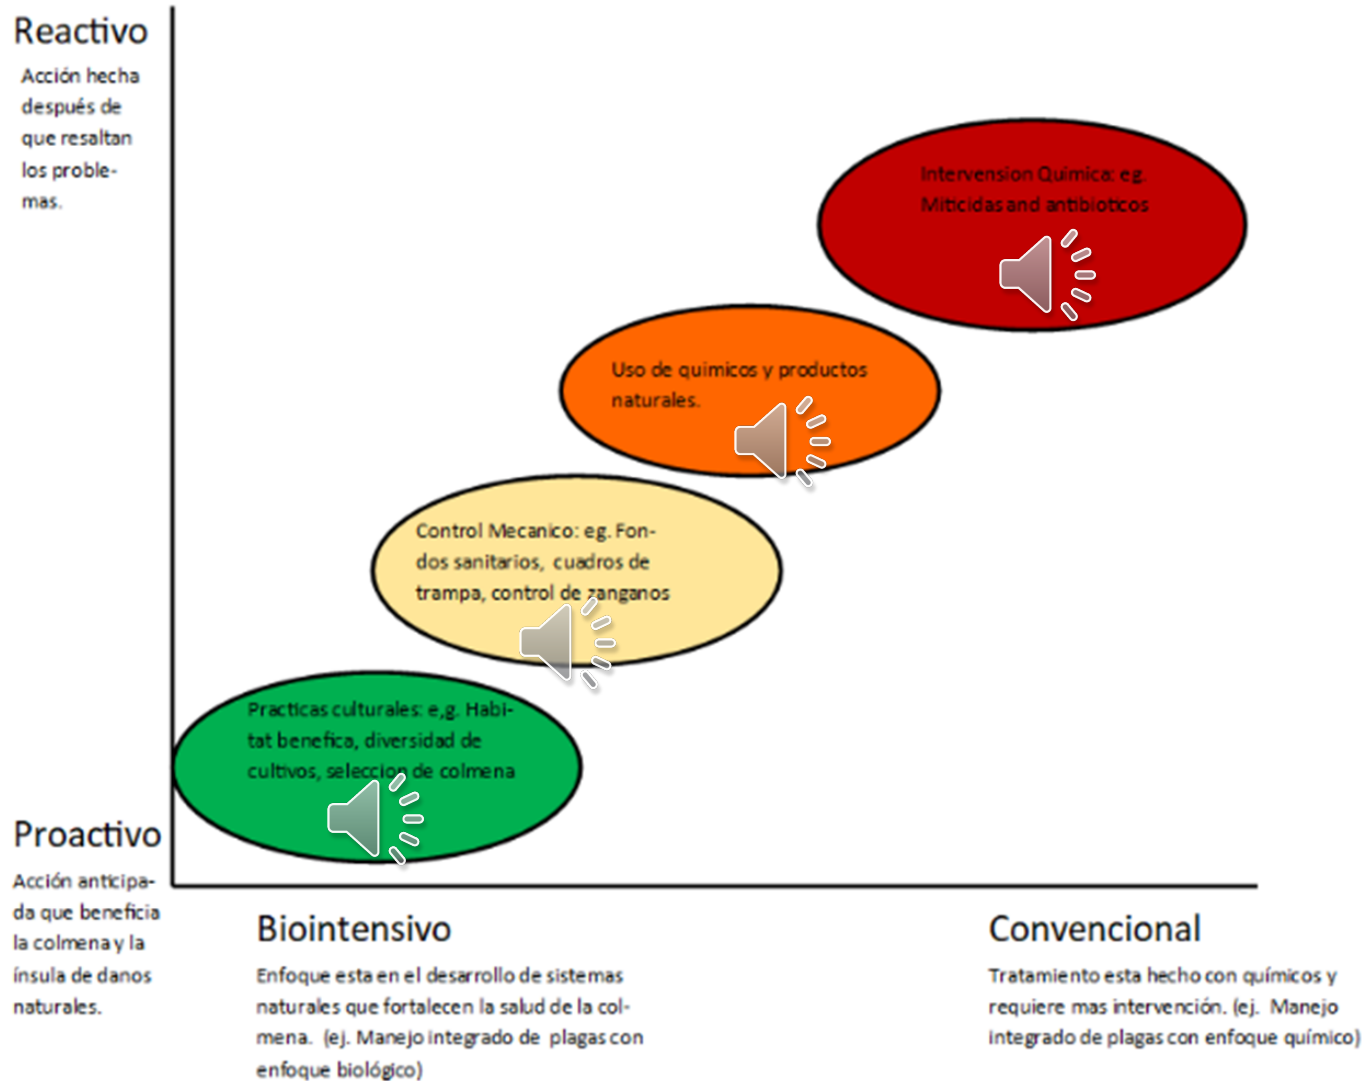 Reactivo
Acción hecha
después de
que resaltan
los proble-
mas.
Intervension Quimica: eg.
Miticidas and antibioticos
Uso de quimicos y productos
naturales.
Control Mecanico: eg. Fon-
dos sanitarios, cuadros de
trampa, control de zanganos
Practicas culturales: e,g. Habi-
tat benefica, diversidad de
cultivos, seleccion de colmena
Proactivo
Acción anticipa-
da que beneficia
la colmena y la
ínsula de danos
naturales.
Biointensivo
Enfoque esta en el desarrollo de sistemas
naturales que fortalecen la salud de la col-
mena. (ej. Manejo integrado de plagas con
enfoque biológico)
Convencional
Tratamiento esta hecho con químicos y
requiere mas intervención. (ej. Manejo
integrado de plagas con enfoque químico)